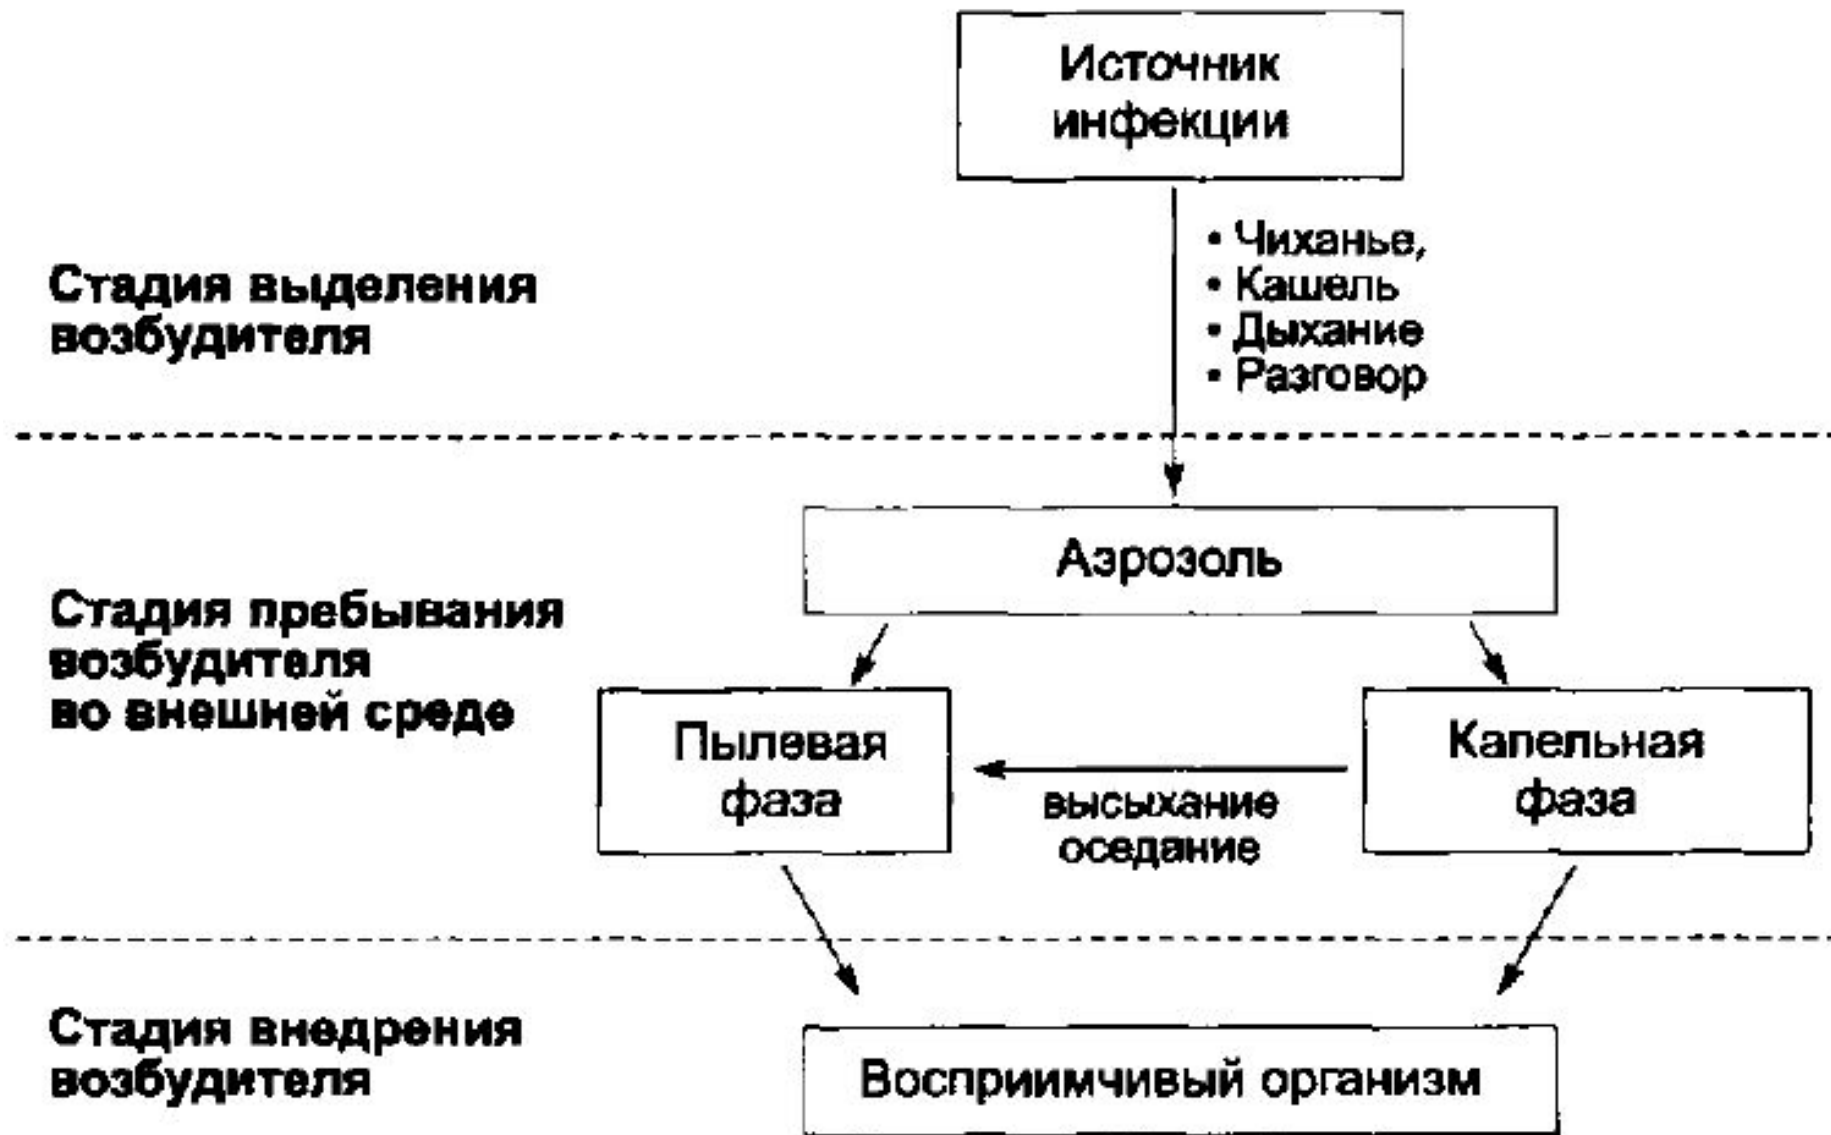 Источник
инфекции
• Чиханье,
• Кашель
• Дыхание
• Разговор
Стадия выделения
возбудителя
Аэрозоль
Стадия пребывания
возбудителя
во внешней среде
Пылевая
фаза
высыхание
оседание
Капельная
фаза
Стадия внедрения
возбудителя
Восприимчивый организм